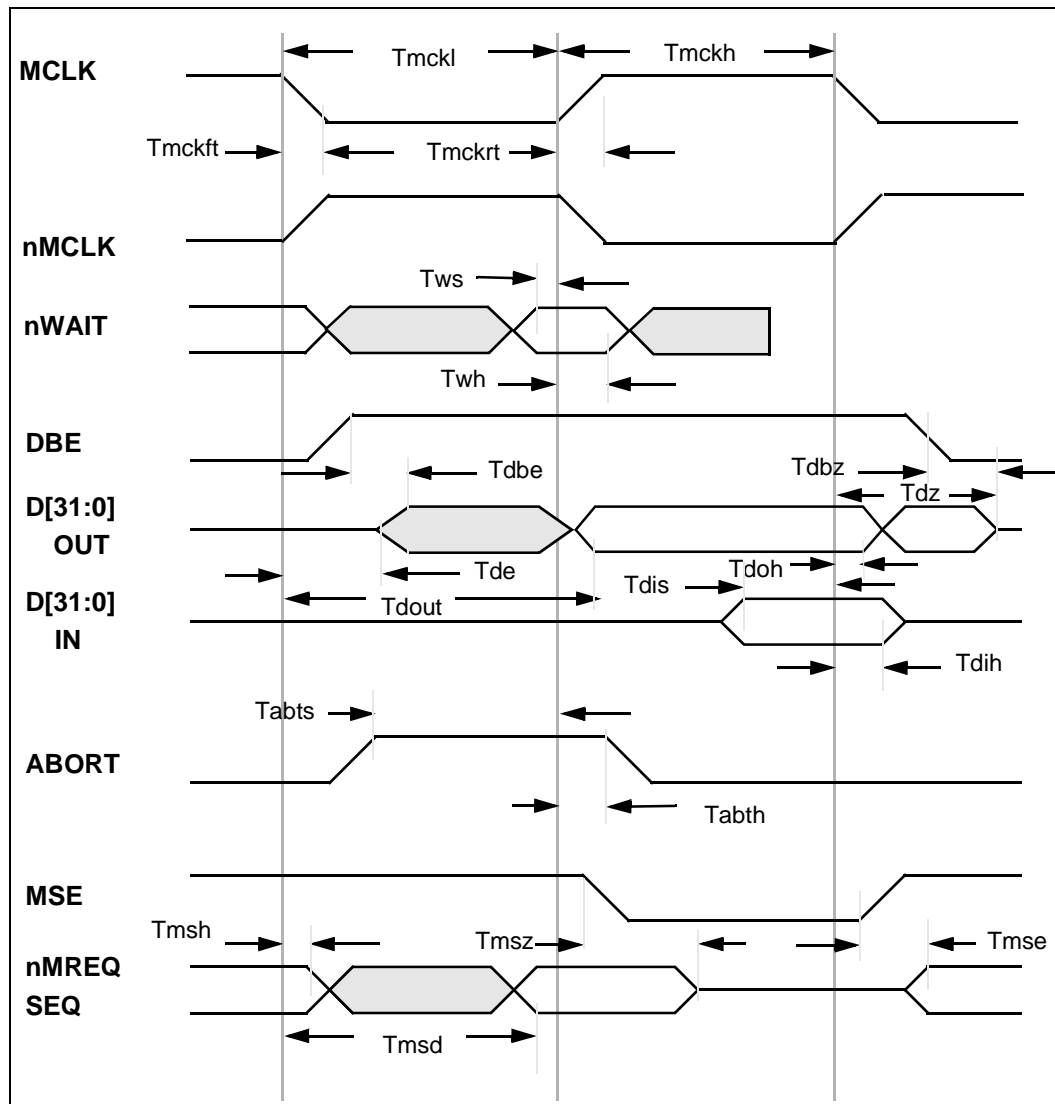 Tmckl
Tmckh
MCLK
Tmckft
Tmckrt
nMCLK
Tws
nWAIT
Twh
DBE
Tdbe
Tdbz
D[31:0]
OUT
Tdz
Tde
Tdoh
Tdis
D[31:0]
IN
Tdout
Tdih
Tabts
ABORT
Tabth
MSE
Tmsh
Tmsz
Tmse
nMREQ
SEQ
Tmsd